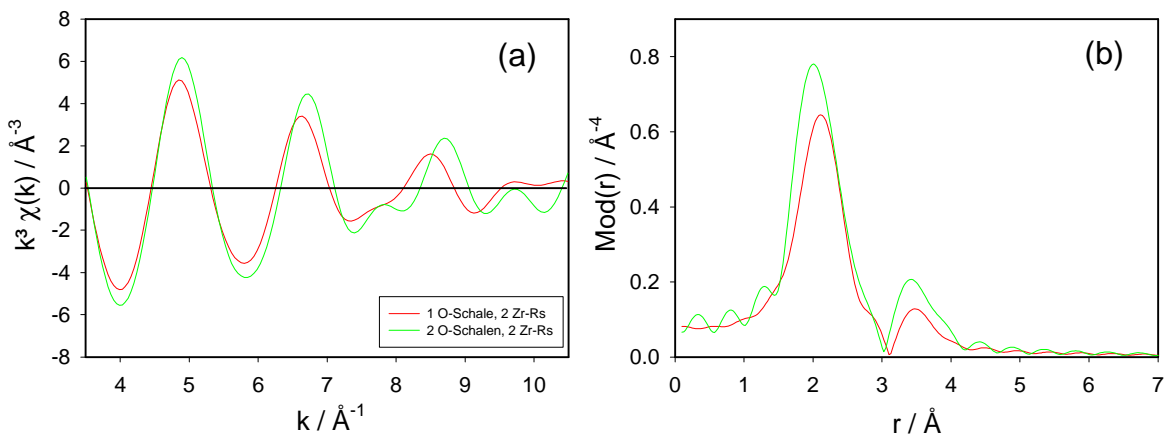 (a)
k³ χ(k) / Å⁻³
8
6
4
2
0
-2
-4
-6
-8
1 O-Schale, 2 Zr-Rs
2 O-Schalen, 2 Zr-Rs
4 5 6 7 8 9 10
k / Å⁻¹
(b)
Mod(r) / Å⁻⁴
0.8
0.6
0.4
0.2
0.0
0 1 2 3 4 5 6 7
r / Å